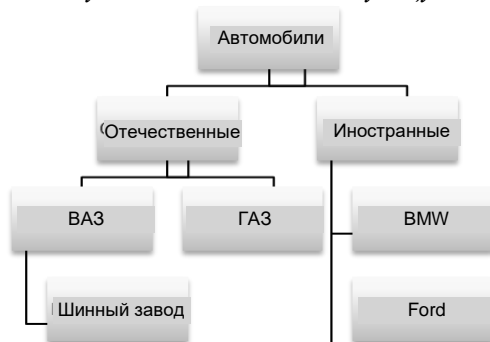 Автомобили
Отечественные
Иностранные
ВАЗ
ГАЗ
BMW
Шинный завод
Ford